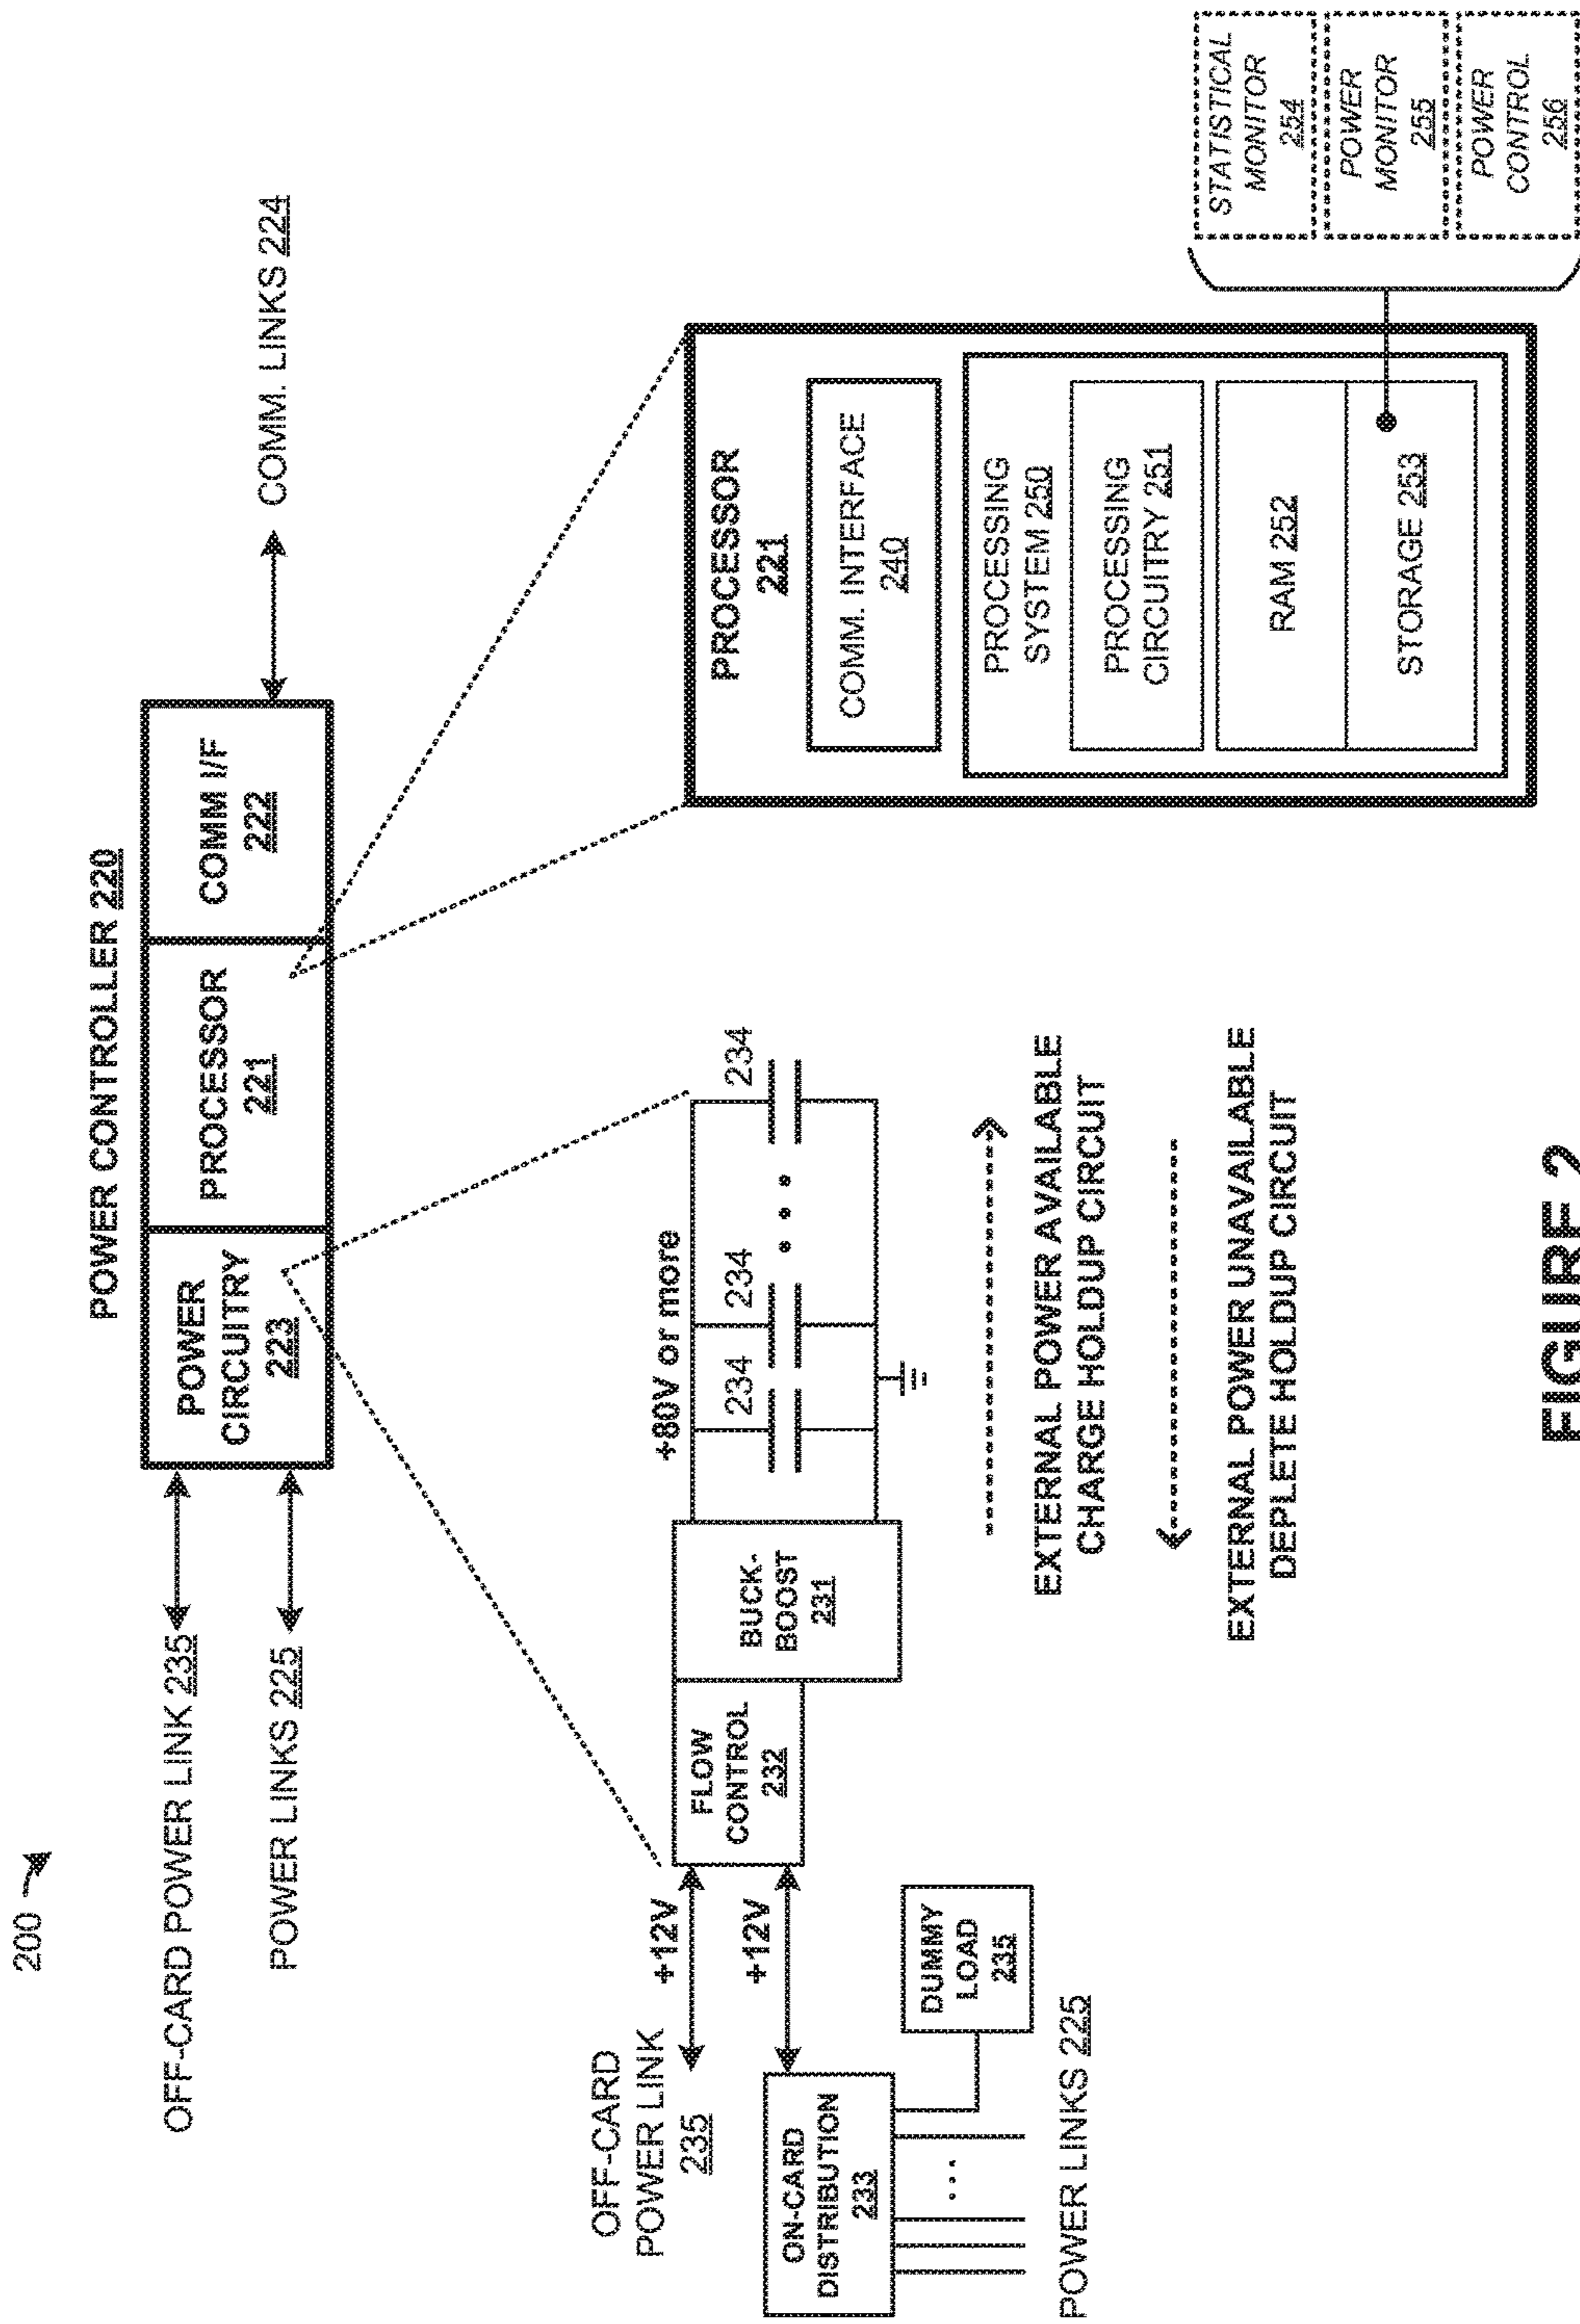 200
POWER CONTROLLER 220
OFF-CARD POWER LINK 235
POWER LINKS 225
POWER
CIRCUITRY
223
PROCESSOR
221
COMM I/F
222
COMM. LINKS 224
OFF-CARD
POWER LINK
235
+12V
+12V
ON-CARD
DISTRIBUTION
233
...
POWER LINKS 225
DUMMY
LOAD
235
FLOW
CONTROL
232
BUCK-
BOOST
231
+80V or more
234
234
234
EXTERNAL POWER AVAILABLE
CHARGE HOLDUP CIRCUIT
EXTERNAL POWER UNAVAILABLE
DEPLETE HOLDUP CIRCUIT
PROCESSOR
221
COMM. INTERFACE
240
PROCESSING
SYSTEM 250
PROCESSING
CIRCUITRY 251
RAM 252
STORAGE 253
STATISTICAL
MONITOR
254
POWER
MONITOR
255
POWER
CONTROL
256
FIGURE 2